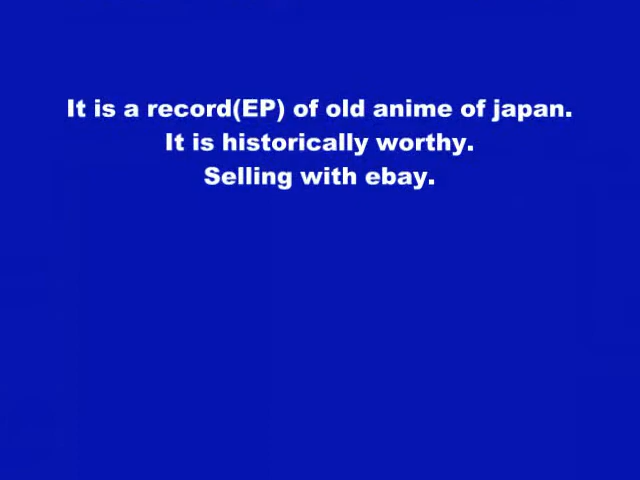 It is a record(EP) of old anime of japan.
It is historically worthy.
Selling with ebay.